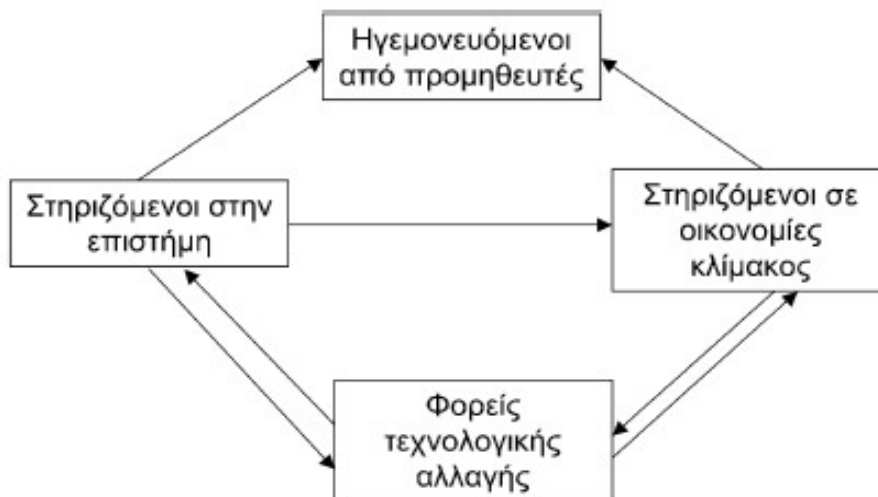 Ηγεμονευόμενοι
από προμηθευτές
Στηριζόμενοι στην
επιστήμη
Στηριζόμενοι σε
οικονομίες
κλίμακος
Φορείς
τεχνολογικής
αλλαγής